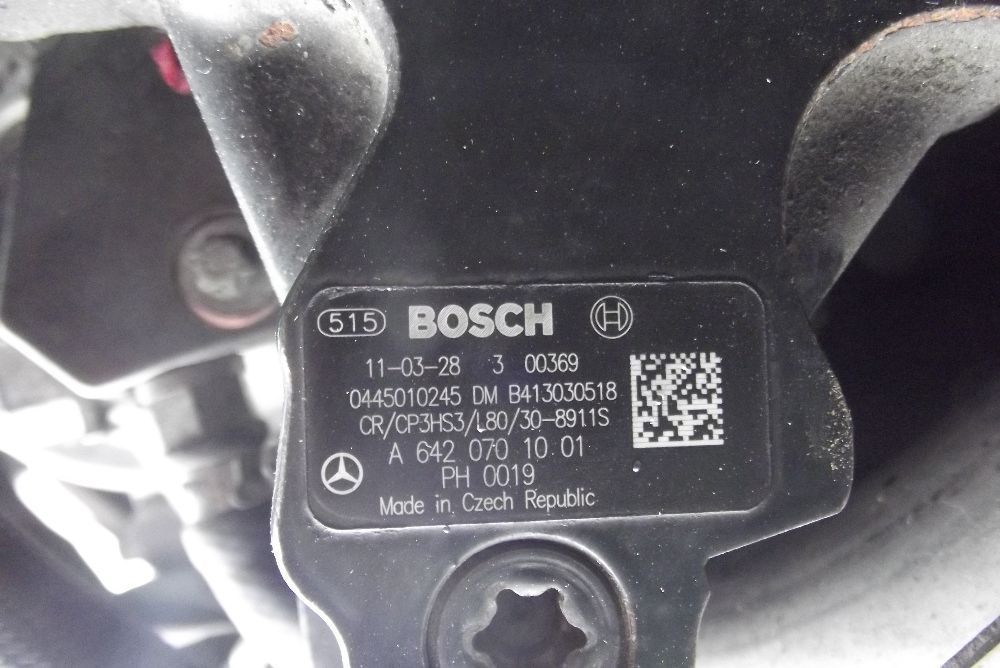 515 BOSCH
11-03-28 3 00369
0445010245 DM B413030518
CR/CP3HS3/L80/30-8911S
A 642 070 10 01
PH 0019
Made in Czech Republic